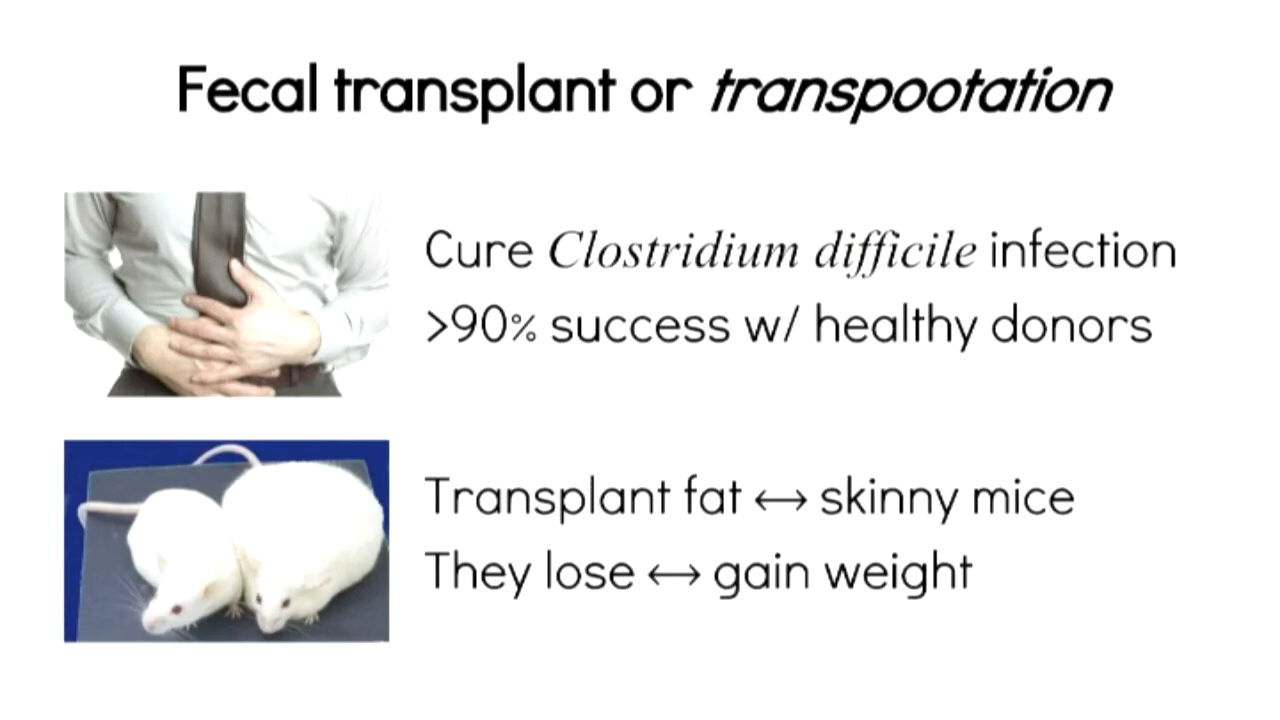 Fecal transplant or transpootation
Cure Clostridium difficile infection
>90% success w/ healthy donors
Transplant fat ↔ skinny mice
They lose ↔ gain weight